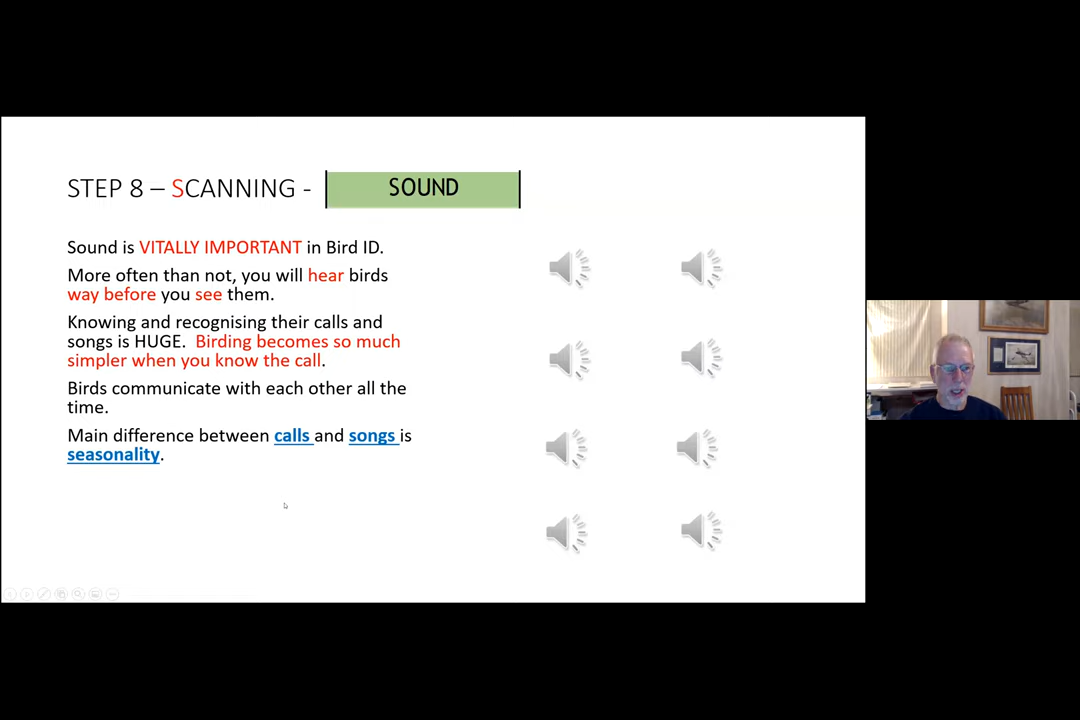 STEP 8 – SCANNING - SOUND
Sound is VITALLY IMPORTANT in Bird ID.
More often than not, you will hear birds
way before you see them.
Knowing and recognising their calls and
songs is HUGE.  Birding becomes so much
simpler when you know the call.
Birds communicate with each other all the
time.
Main difference between calls and songs is
seasonality.